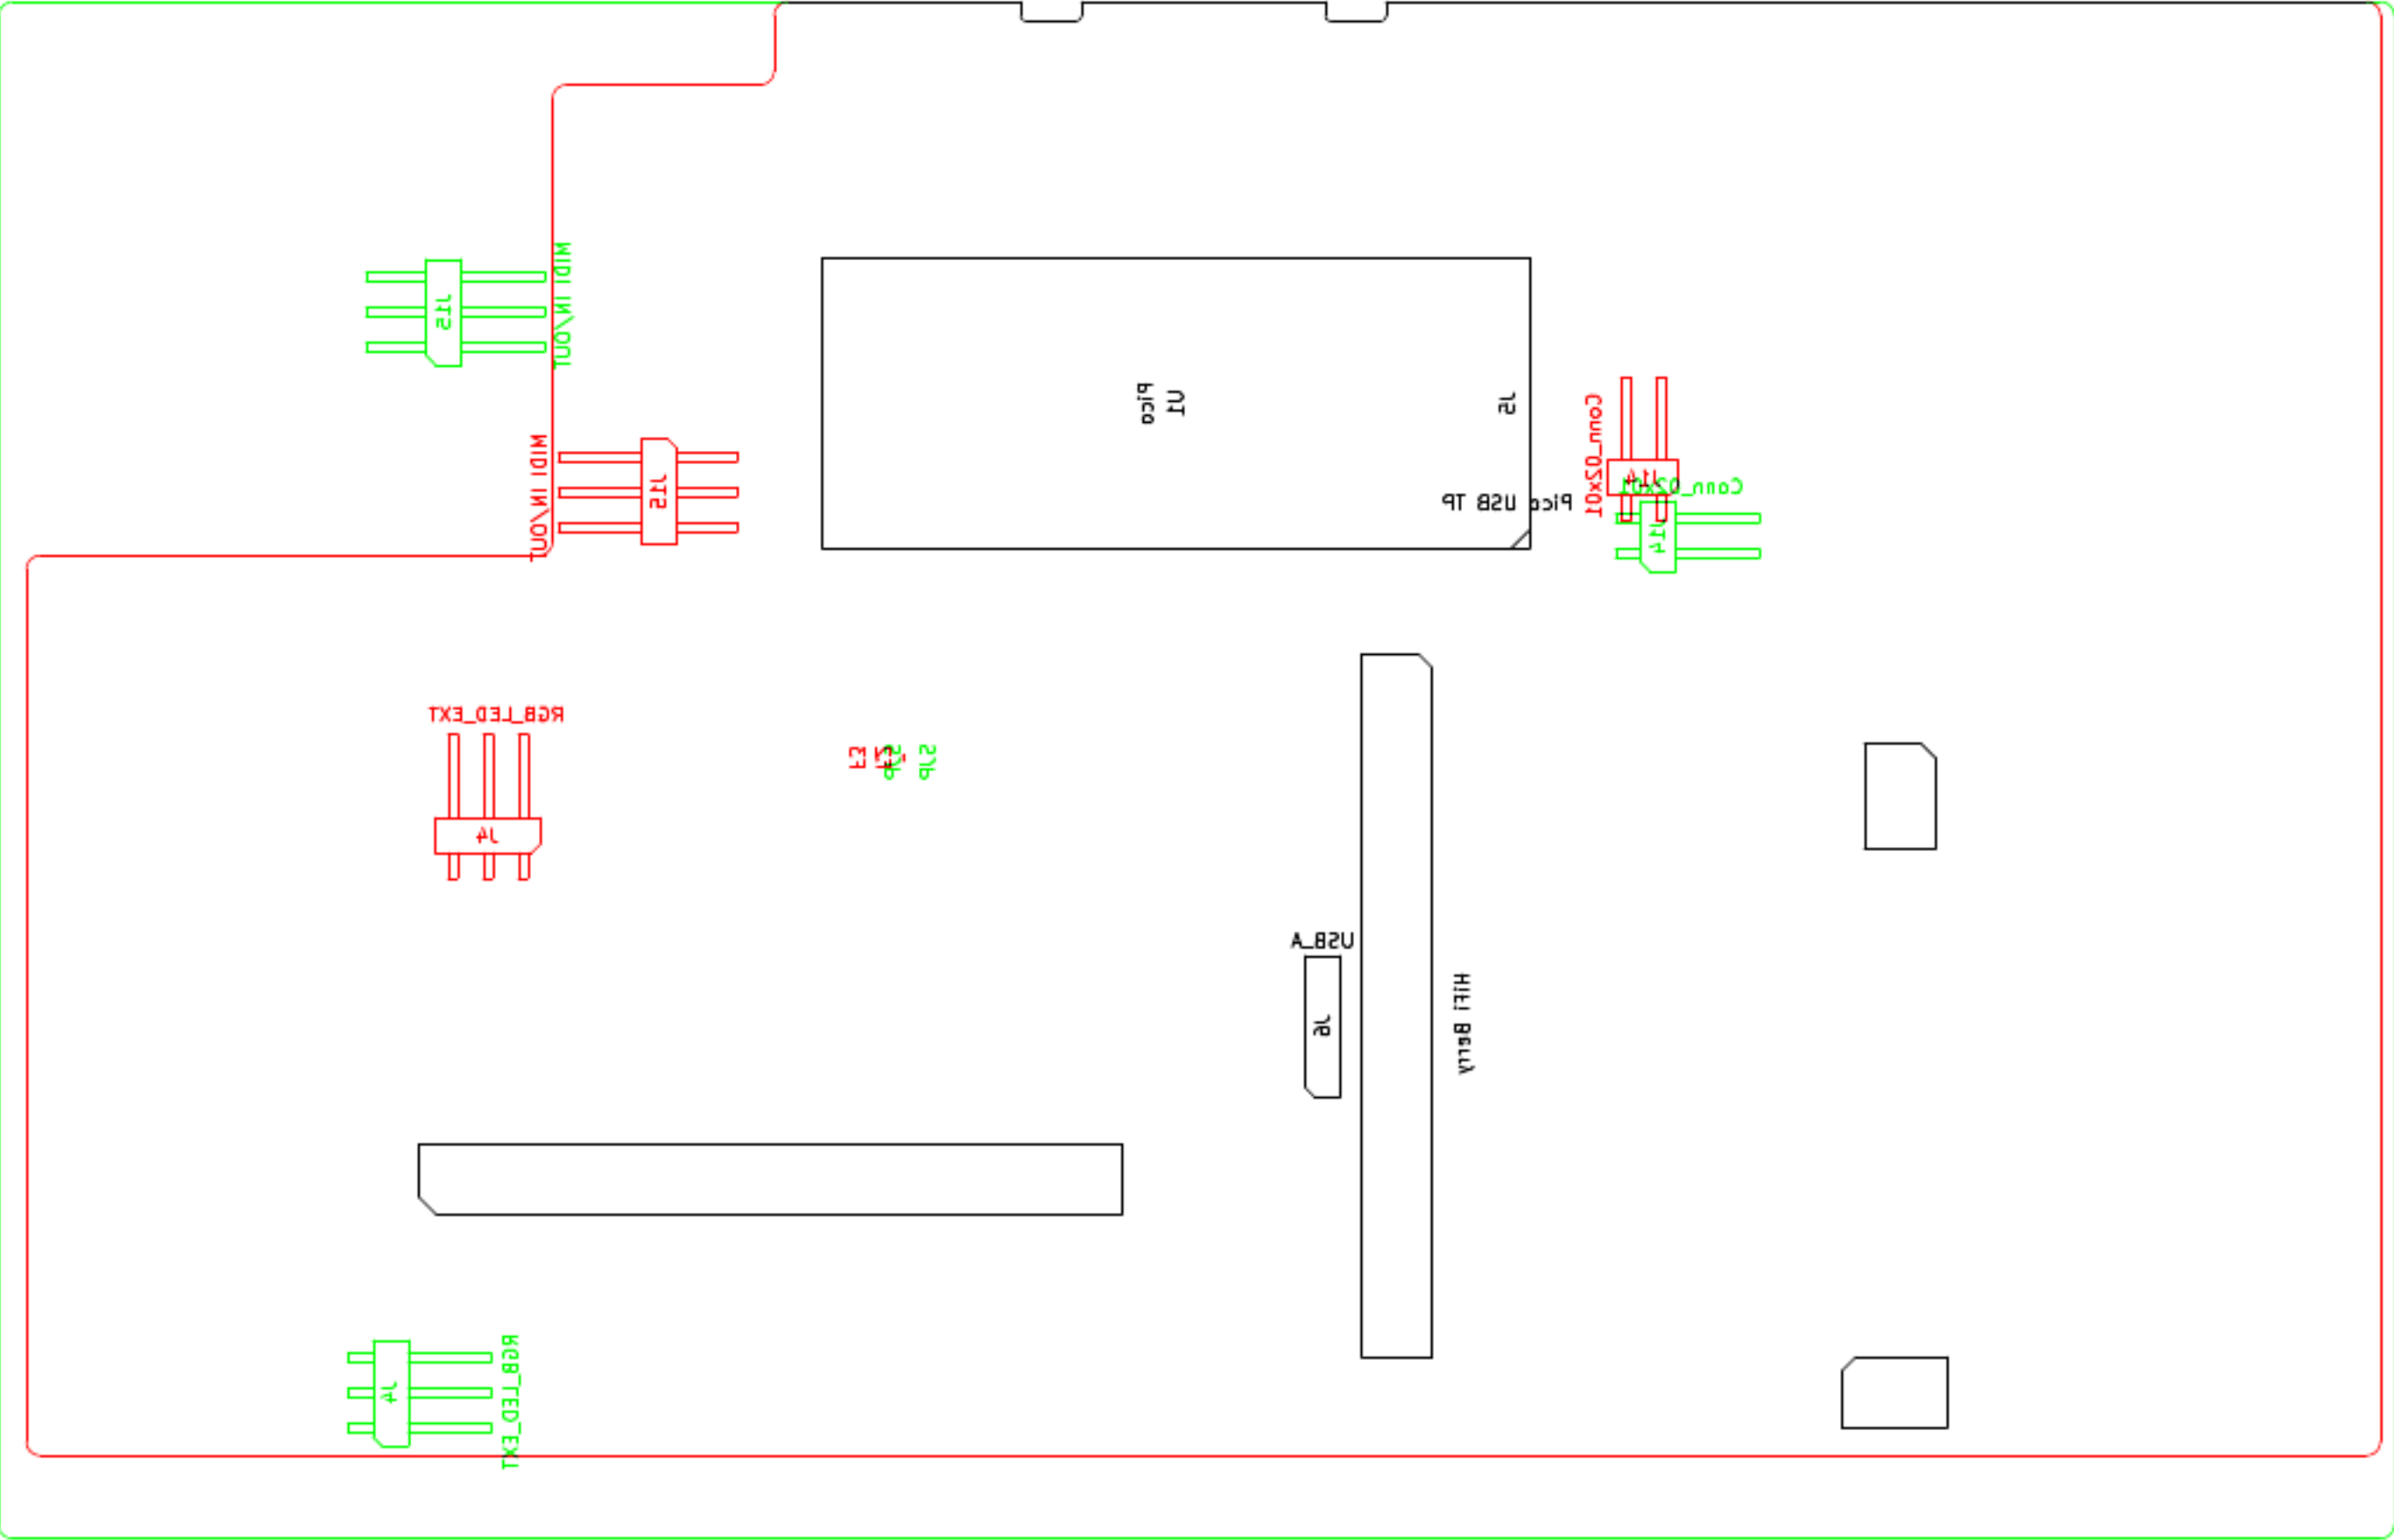 MIDI IN/OUT
J15
MIDI IN/OUT
J15
Pico
U1
J5
Pico USB TP
Conn_02x01
J14
Conn_02x01
J14
RGB_LED_EXT
J4
SJP
SJP
USB_A
J6
HiFi Berry
J4
RGB_LED_EXT